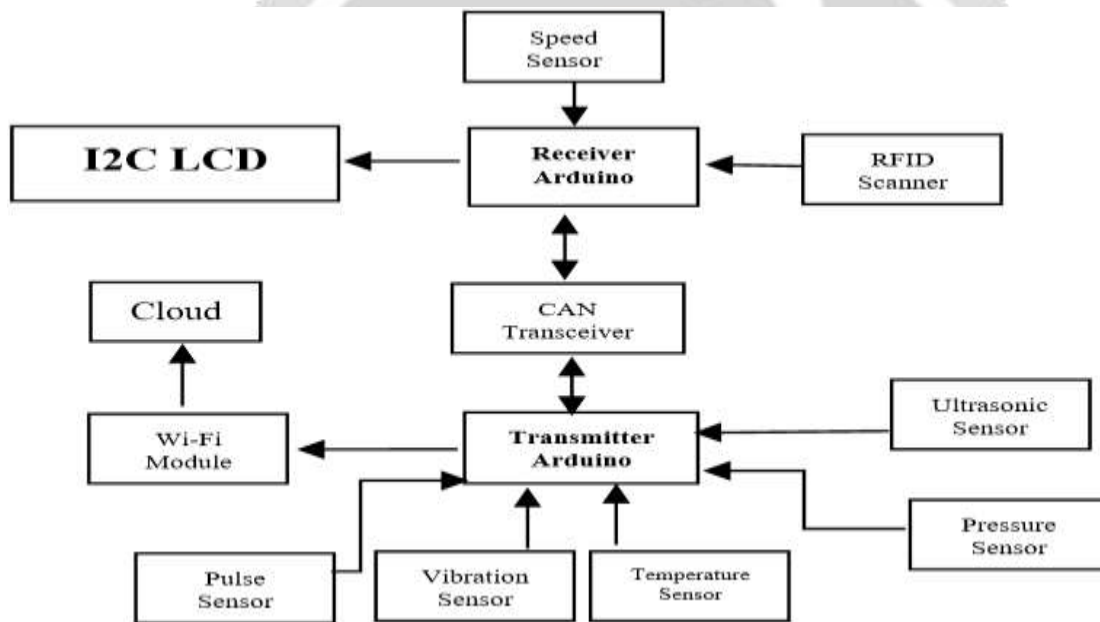 Speed
Sensor
I2C LCD
Receiver
Arduino
RFID
Scanner
Cloud
CAN
Transceiver
Ultrasonic
Sensor
Wi-Fi
Module
Transmitter
Arduino
Pressure
Sensor
Pulse
Sensor
Vibration
Sensor
Temperature
Sensor